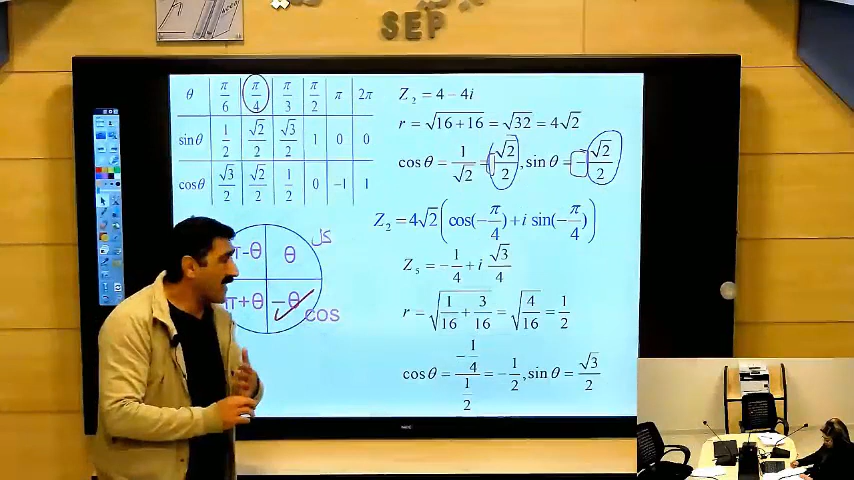 SEP
θ π/6 π/4 π/3 π/2 π 2π
sinθ 1/2 √2/2 √3/2 1 0 0
cosθ √3/2 √2/2 1/2 0 −1 1
π-θ θ کل
π+θ −θ cos
Z₂ = 4 − 4i
r = √(16+16) = √32 = 4√2
cosθ = 1/√2 = √2/2 , sinθ = −√2/2
Z₂ = 4√2 ( cos(−π/4) + i sin(−π/4) )
Z₅ = −1/4 + i √3/4
r = √(1/16 + 3/16) = √(4/16) = 1/2
cosθ = (−1/4)/(1/2) = −1/2 , sinθ = √3/2